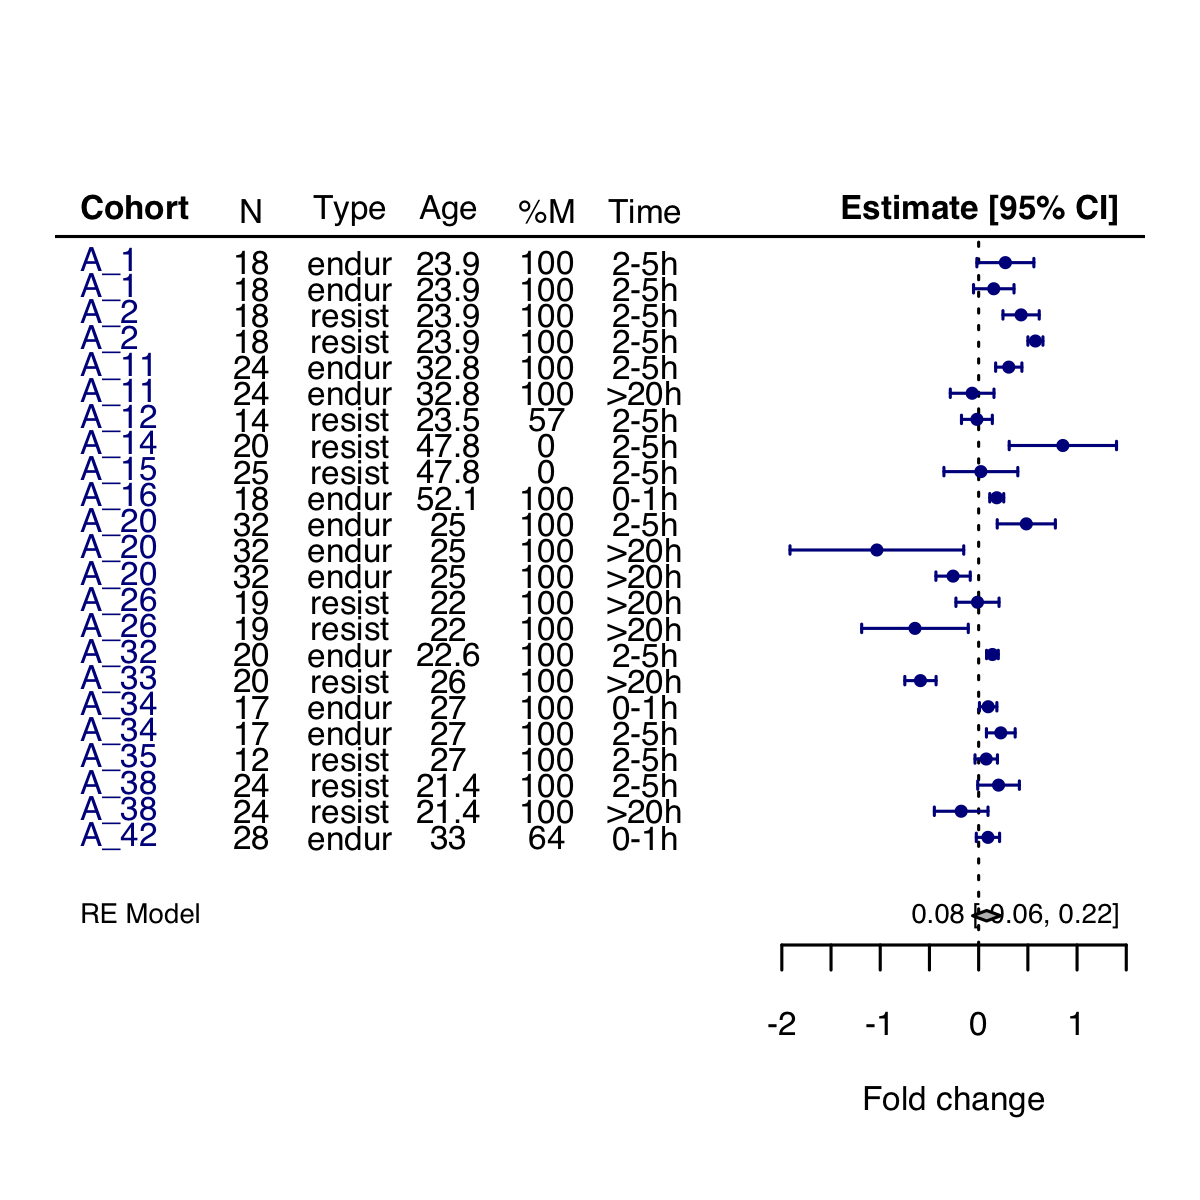 Cohort N Type Age %M Time Estimate [95% CI]
A_1 18 endur 23.9 100 2-5h
A_1 18 endur 23.9 100 2-5h
A_2 18 resist 23.9 100 2-5h
A_2 18 resist 23.9 100 2-5h
A_11 24 endur 32.8 100 2-5h
A_11 24 endur 32.8 100 >20h
A_12 14 resist 23.5 57 2-5h
A_14 20 resist 47.8 0 2-5h
A_15 25 resist 47.8 0 2-5h
A_16 18 endur 52.1 100 0-1h
A_20 32 endur 25 100 2-5h
A_20 32 endur 25 100 >20h
A_20 32 endur 25 100 >20h
A_26 19 resist 22 100 >20h
A_26 19 resist 22 100 >20h
A_32 20 endur 22.6 100 2-5h
A_33 20 resist 26 100 >20h
A_34 17 endur 27 100 0-1h
A_34 17 endur 27 100 2-5h
A_35 12 resist 27 100 2-5h
A_38 24 resist 21.4 100 2-5h
A_38 24 resist 21.4 100 >20h
A_42 28 endur 33 64 0-1h
RE Model 0.08 [-0.06, 0.22]
-2 -1 0 1
Fold change